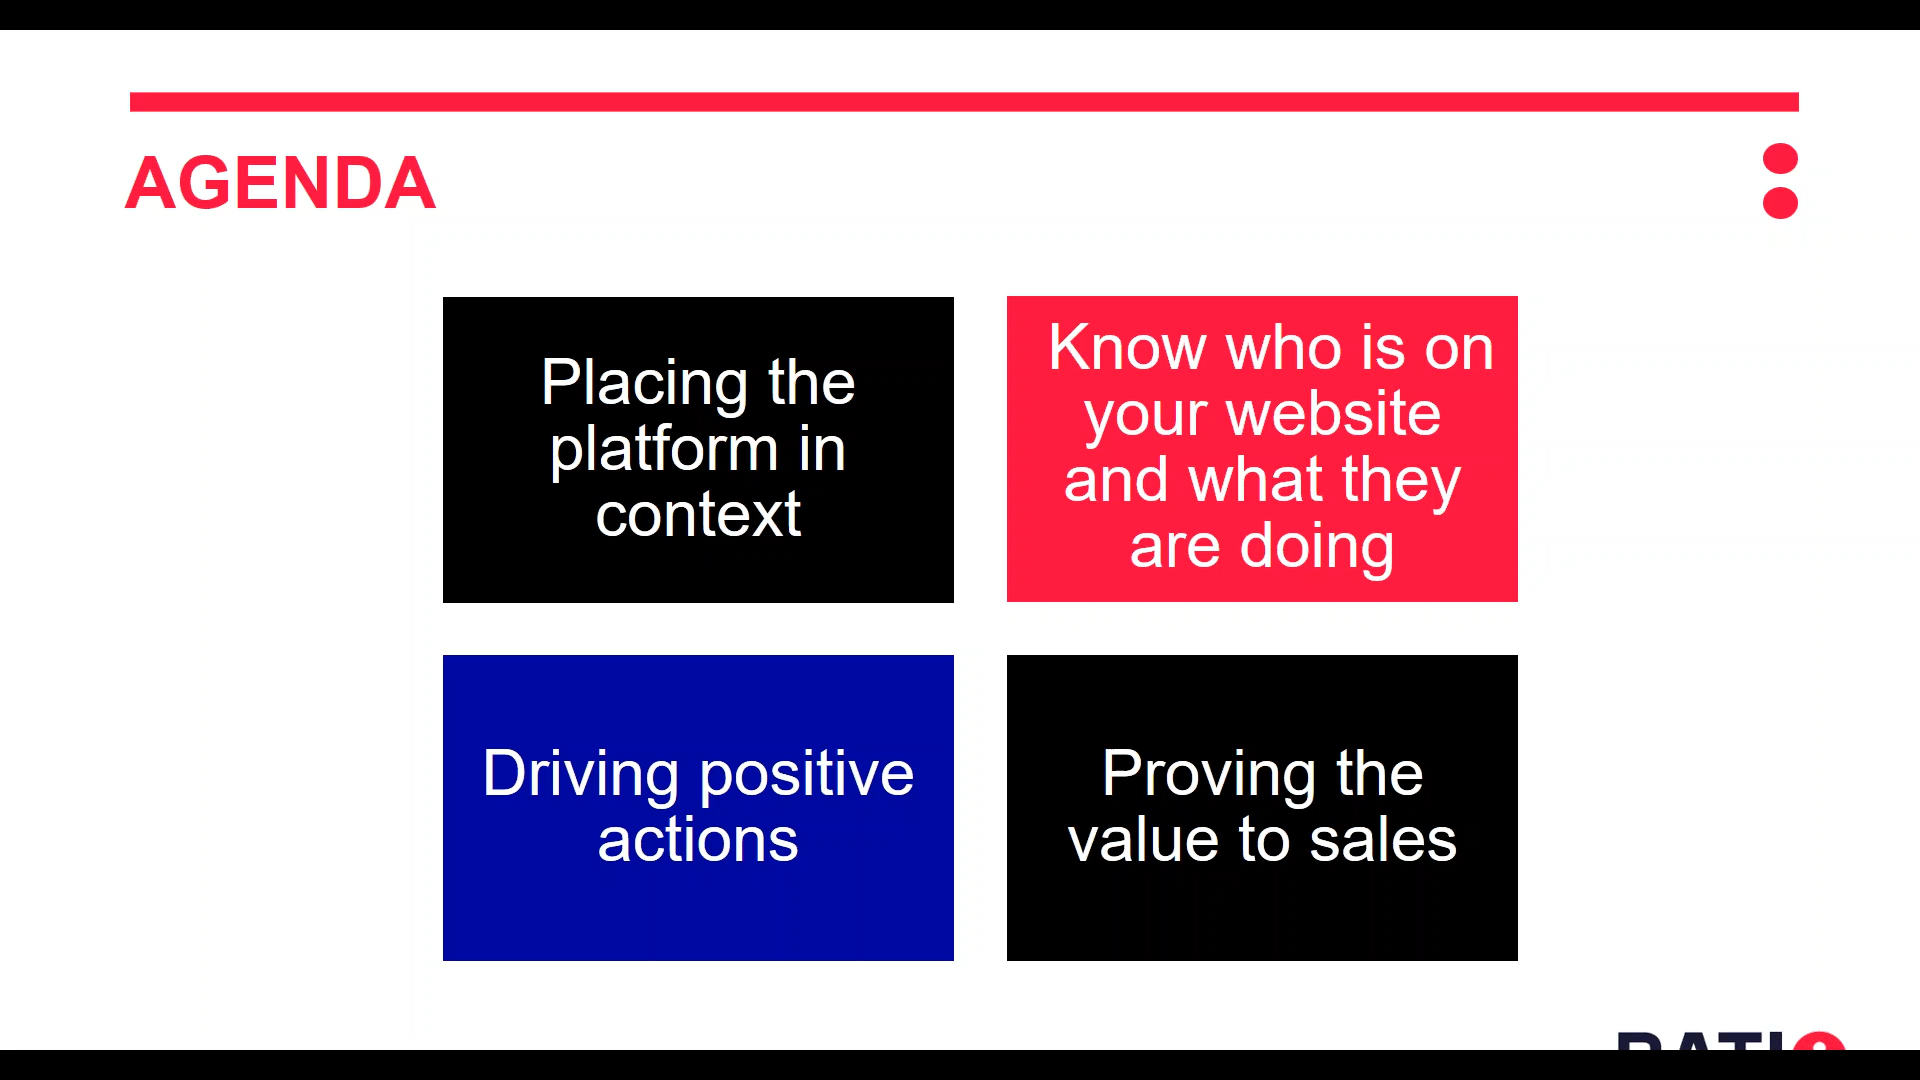 AGENDA
Placing the
platform in
context
Know who is on
your website
and what they
are doing
Driving positive
actions
Proving the
value to sales